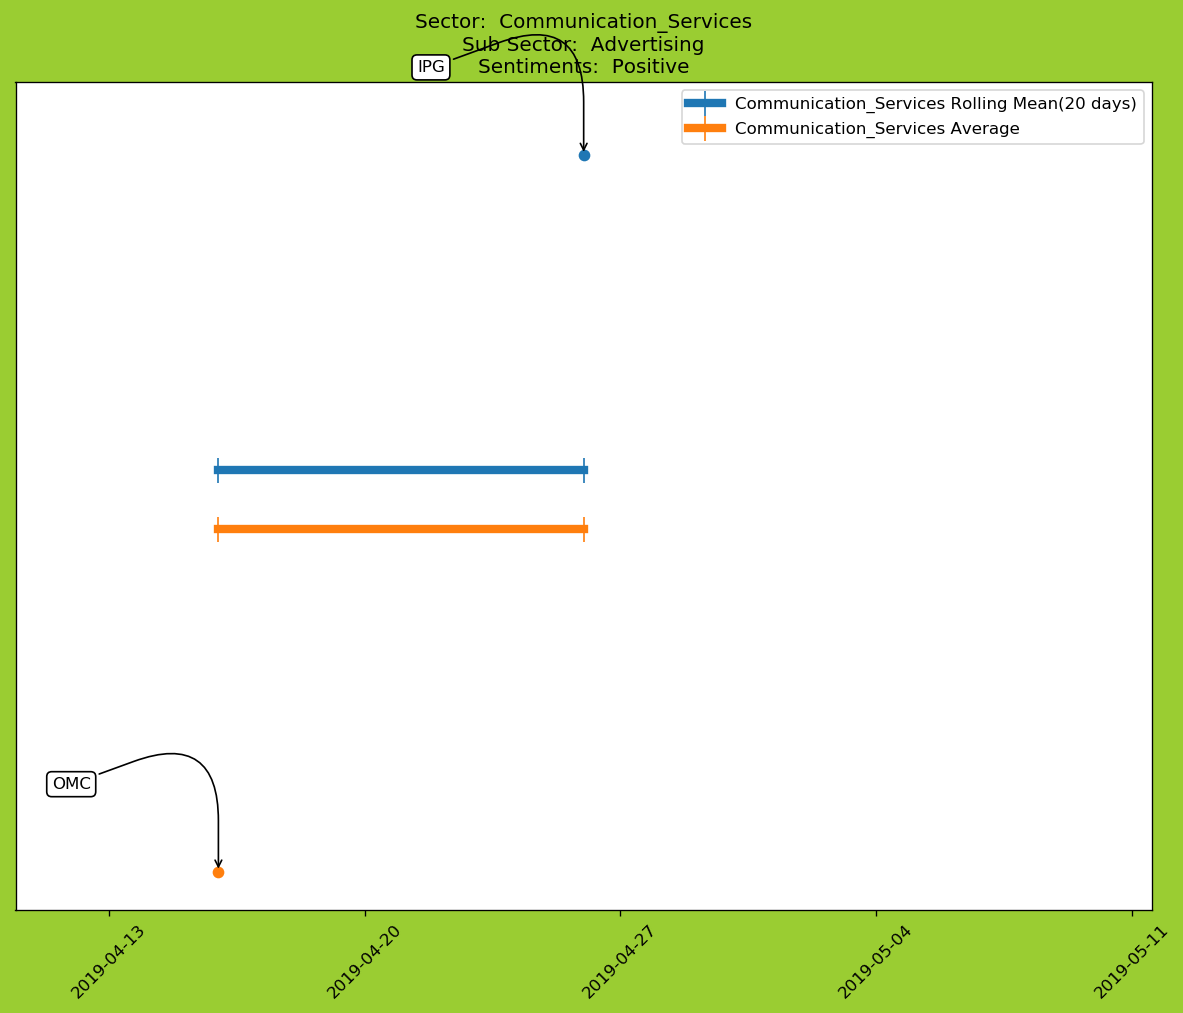 Sector:  Communication_Services
Sub Sector:  Advertising
Sentiments:  Positive
IPG
Communication_Services Rolling Mean(20 days)
Communication_Services Average
OMC
2019-04-13
2019-04-20
2019-04-27
2019-05-04
2019-05-11